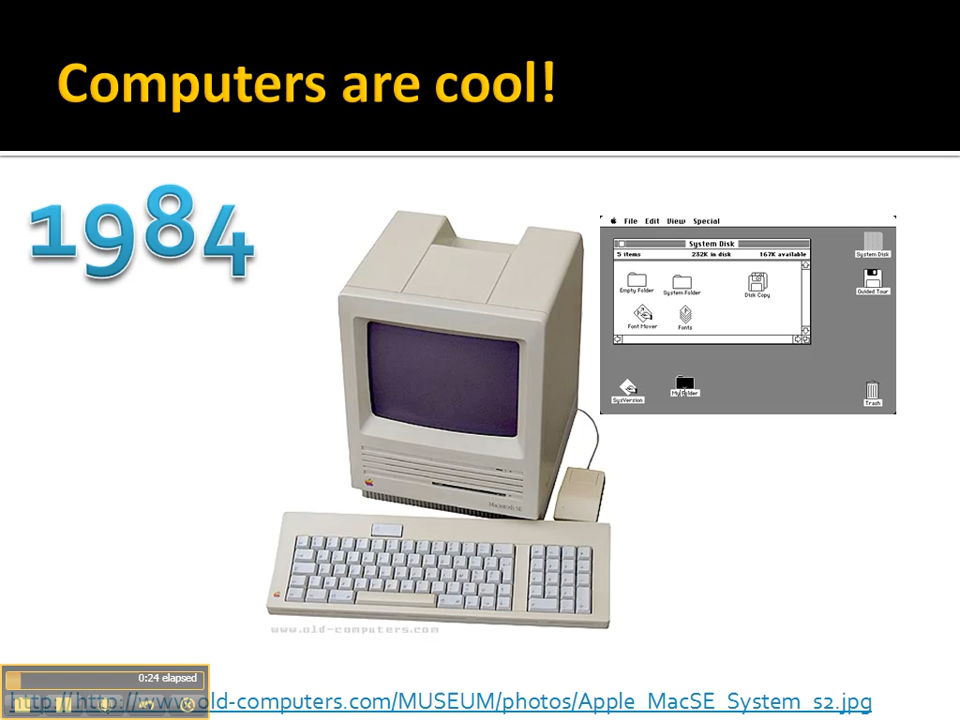 Computers are cool!
1984
File Edit View Special
System Disk
5 items 232K in disk 167K available
System Disk
Empty Folder System Folder Disk Copy
Guided Tour
Font Mover Fonts
SysVersion My Folder Trash
Macintosh SE
www.old-computers.com
0:24 elapsed
http://http://www.old-computers.com/MUSEUM/photos/Apple_MacSE_System_s2.jpg